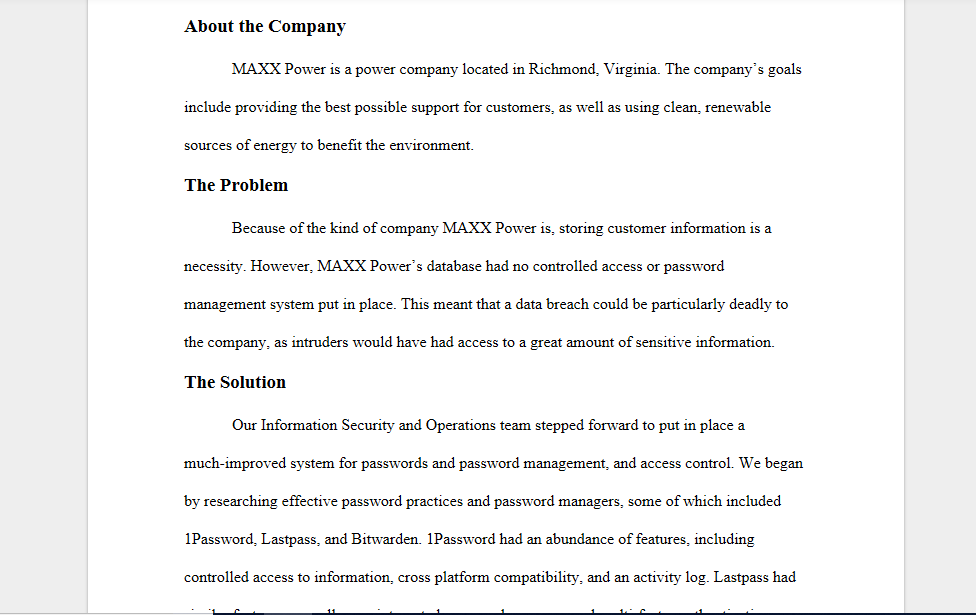 About the Company
MAXX Power is a power company located in Richmond, Virginia. The company's goals
include providing the best possible support for customers, as well as using clean, renewable
sources of energy to benefit the environment.
The Problem
Because of the kind of company MAXX Power is, storing customer information is a
necessity. However, MAXX Power's database had no controlled access or password
management system put in place. This meant that a data breach could be particularly deadly to
the company, as intruders would have had access to a great amount of sensitive information.
The Solution
Our Information Security and Operations team stepped forward to put in place a
much-improved system for passwords and password management, and access control. We began
by researching effective password practices and password managers, some of which included
1Password, Lastpass, and Bitwarden. 1Password had an abundance of features, including
controlled access to information, cross platform compatibility, and an activity log. Lastpass had